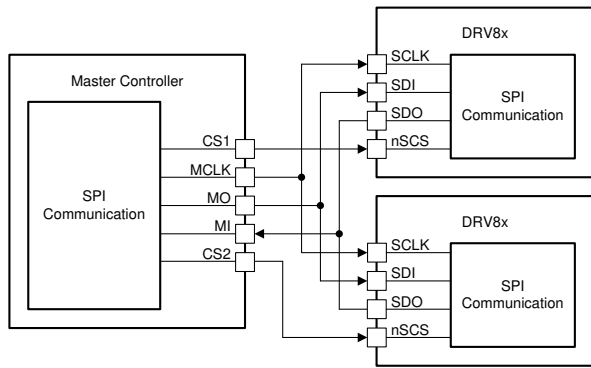 Master Controller
SPI
Communication
CS1
MCLK
MO
MI
CS2
DRV8x
SCLK
SDI
SDO
nSCS
SPI
Communication
DRV8x
SCLK
SDI
SDO
nSCS
SPI
Communication